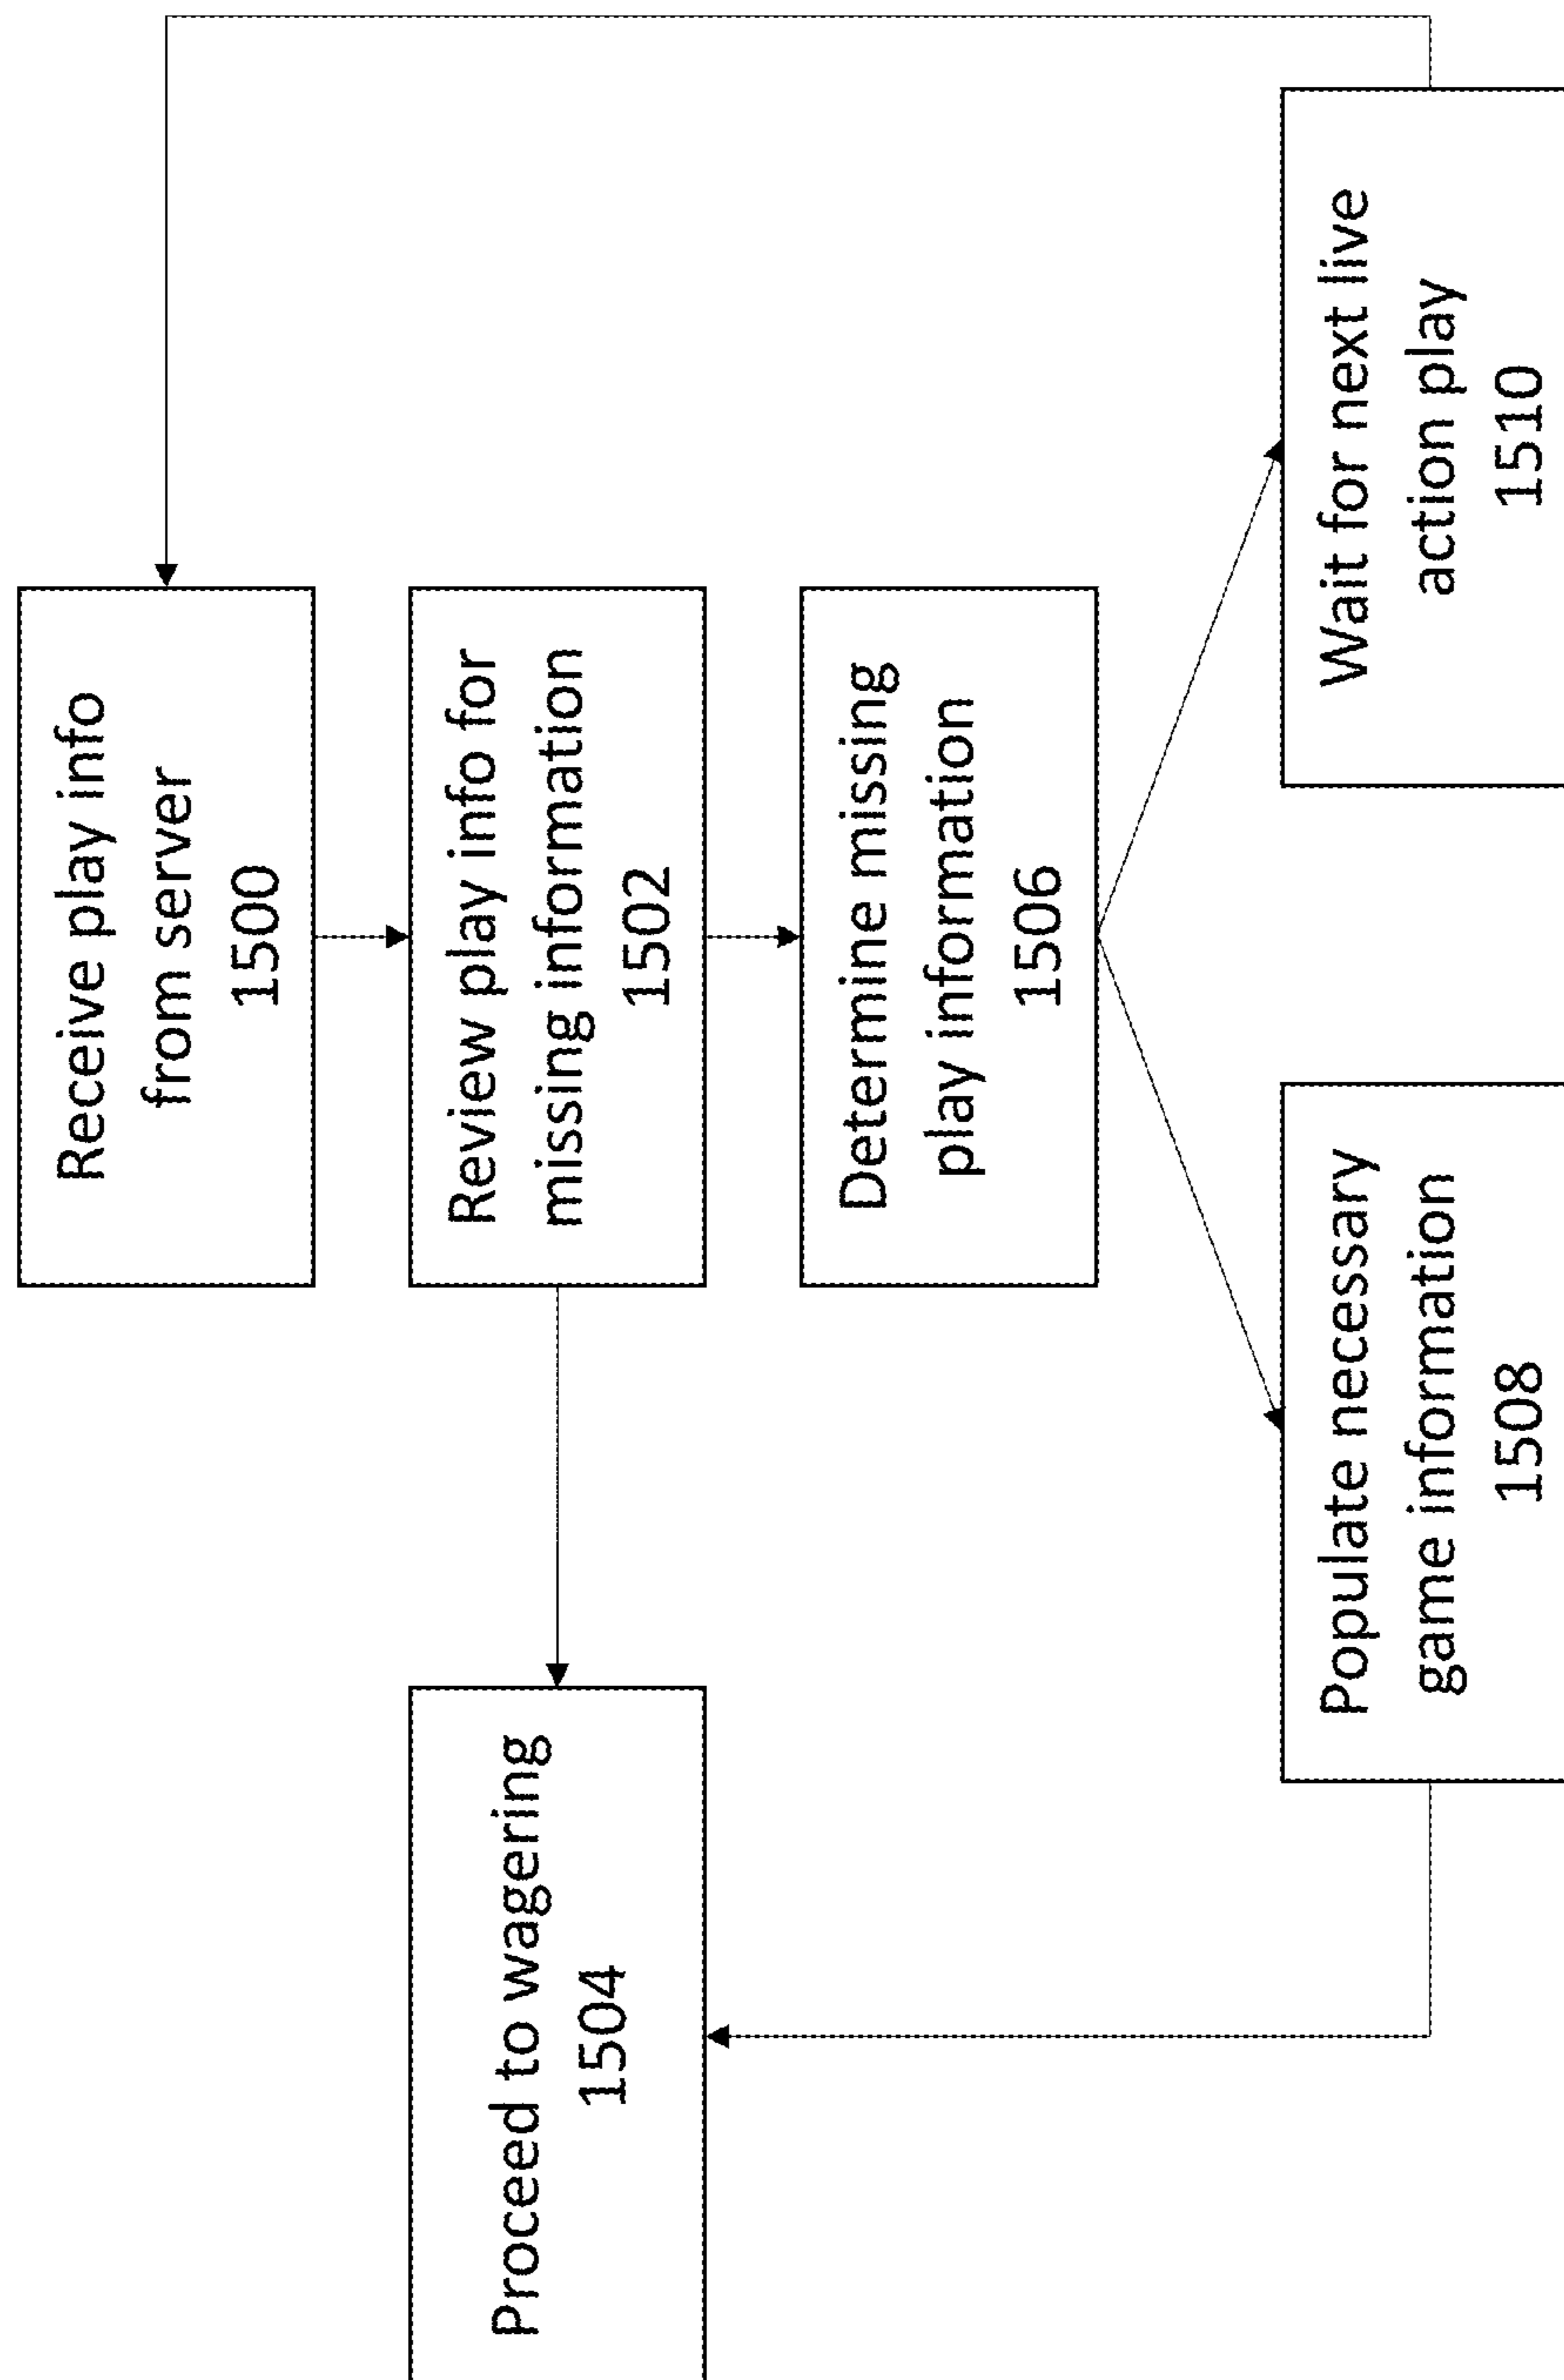 Receive play info
from server
1500
Review play info for
missing information
1502
Proceed to wagering
1504
Determine missing
play information
1506
Populate necessary
game information
1508
Wait for next live
action play
1510